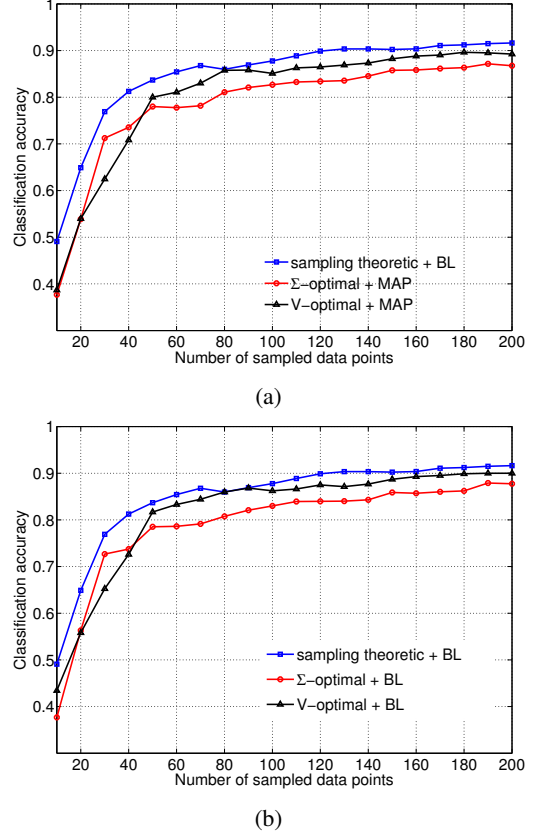 1
0.9
0.8
0.7
0.6
0.5
0.4
Classification accuracy
sampling theoretic + BL
Σ-optimal + MAP
V-optimal + MAP
20 40 60 80 100 120 140 160 180 200
Number of sampled data points
(a)
1
0.9
0.8
0.7
0.6
0.5
0.4
Classification accuracy
sampling theoretic + BL
Σ-optimal + BL
V-optimal + BL
20 40 60 80 100 120 140 160 180 200
Number of sampled data points
(b)